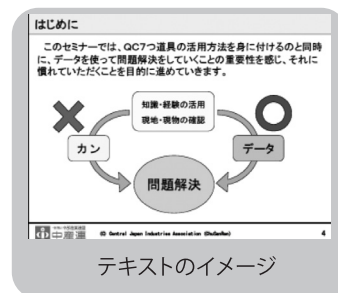 はじめに
このセミナーでは、QC7つ道具の活用方法を身に付けるのと同時
に、データを使って問題解決をしていくことの重要性を感じ、それに
慣れていただくことを目的に進めていきます。
知識・経験の活用
現地・現物の確認
カン
データ
問題解決
中産連
(C) Central Japan Industries Association (ChuSanRen)
4
テキストのイメージ